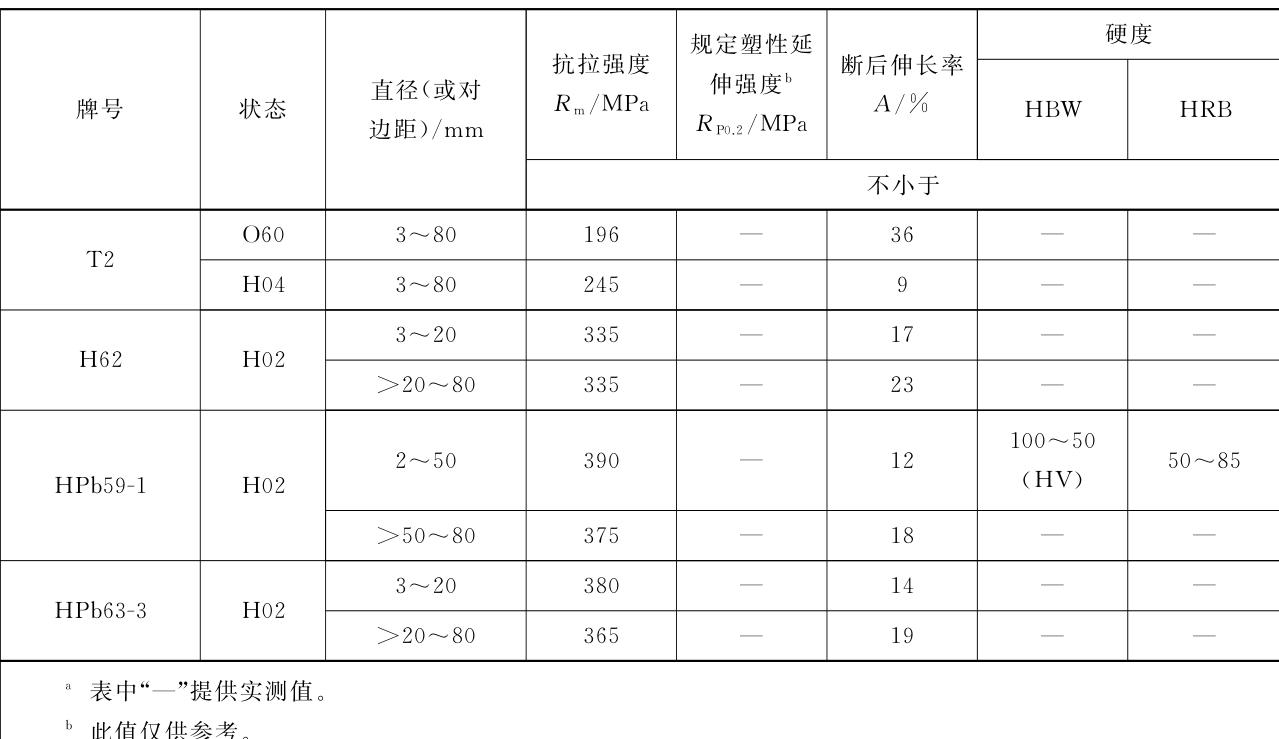 牌号 状态 直径(或对边距)/mm 抗拉强度 Rm/MPa 规定塑性延伸强度b RP0.2/MPa 断后伸长率 A/% 硬度
HBW HRB
不小于
T2 O60 3~80 196 — 36 — —
H04 3~80 245 — 9 — —
H62 H02 3~20 335 — 17 — —
>20~80 335 — 23 — —
HPb59-1 H02 2~50 390 — 12 100~50(HV) 50~85
>50~80 375 — 18 — —
HPb63-3 H02 3~20 380 — 14 — —
>20~80 365 — 19 — —
a 表中“—”提供实测值。
b 此值仅供参考。